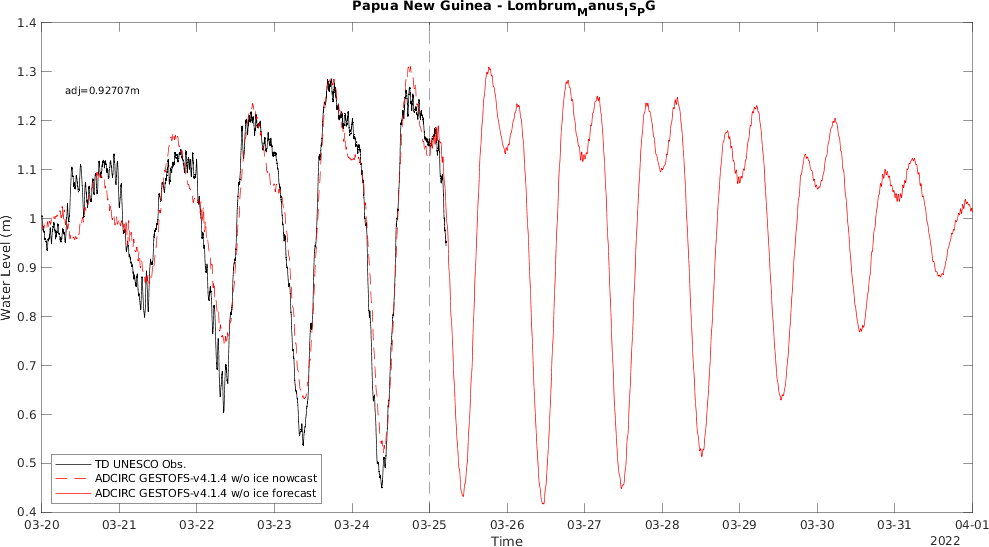 Papua New Guinea - Lombrum_Manus_Is_PG
adj=0.92707m
Water Level (m)
1.4
1.3
1.2
1.1
1
0.9
0.8
0.7
0.6
0.5
0.4
TD UNESCO Obs.
ADCIRC GESTOFS-v4.1.4 w/o ice nowcast
ADCIRC GESTOFS-v4.1.4 w/o ice forecast
03-20 03-21 03-22 03-23 03-24 03-25 03-26 03-27 03-28 03-29 03-30 03-31 04-01
Time
2022